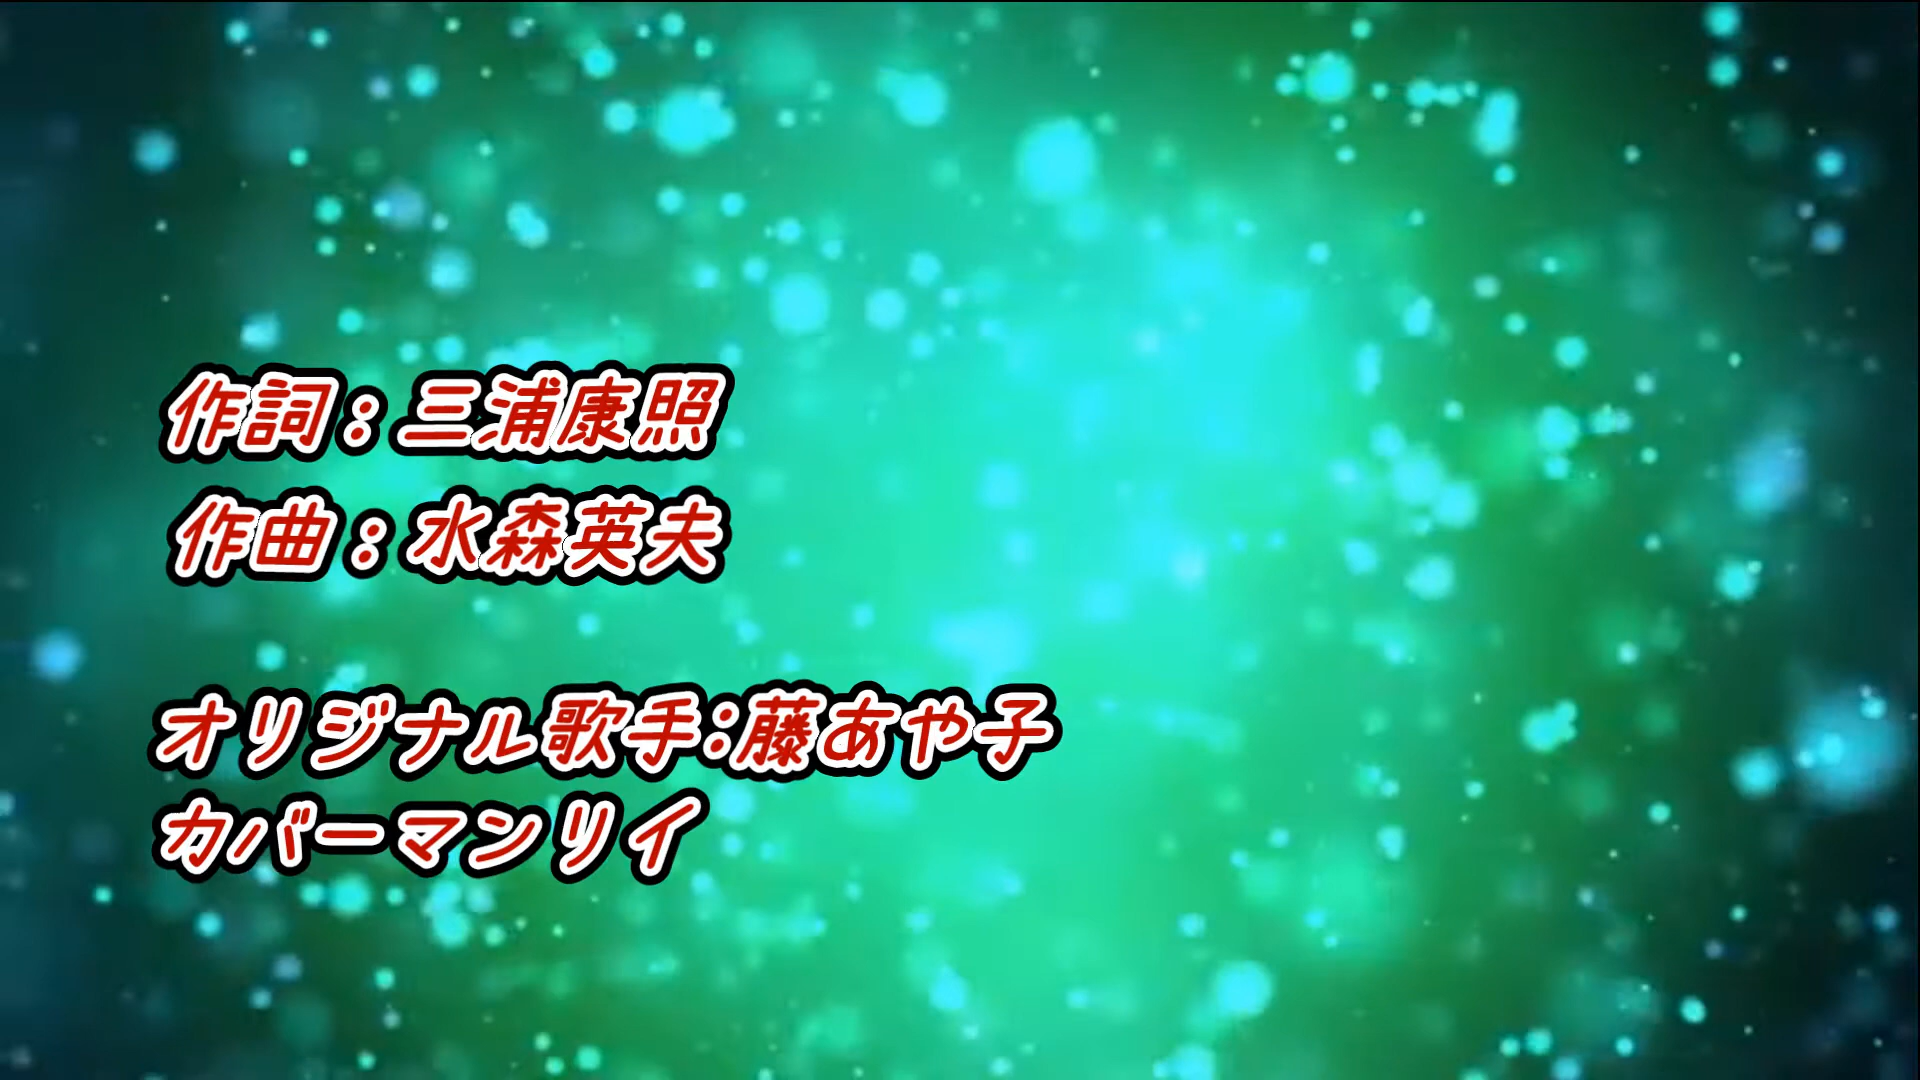 作詞：三浦康照
作曲：水森英夫
オリジナル歌手:藤あや子
カバーマンリイ